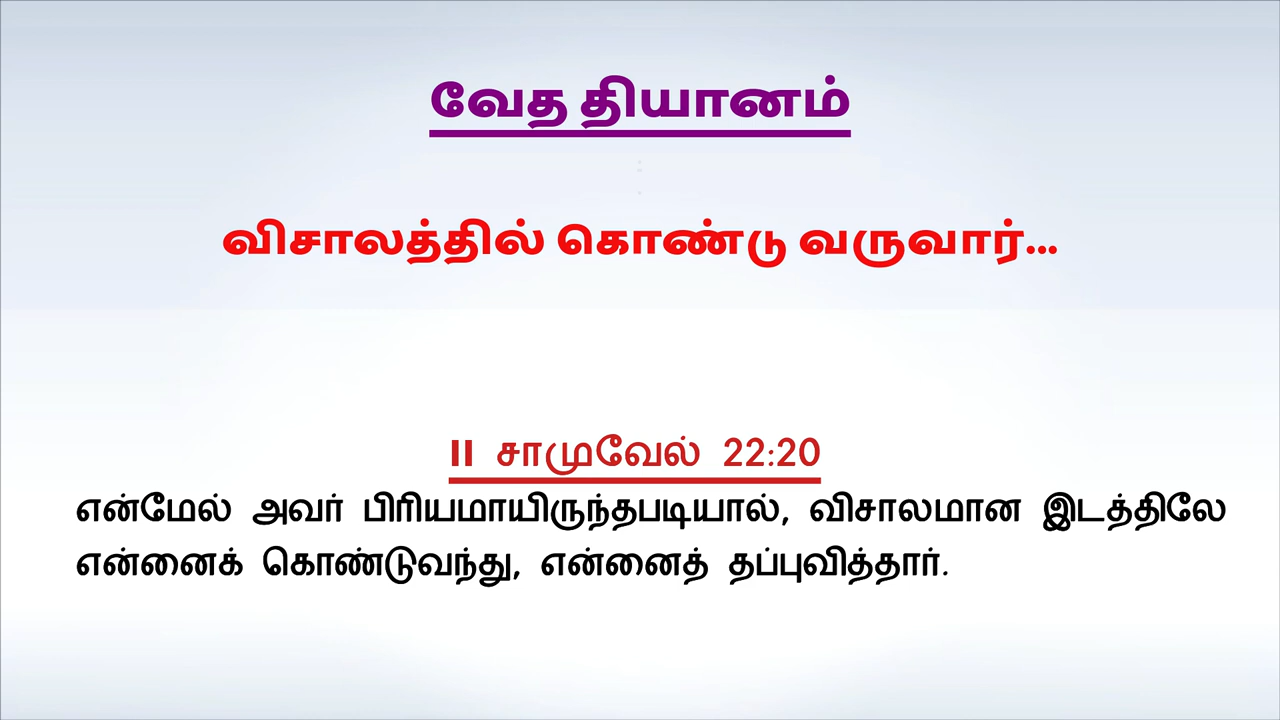 வேத தியானம்
விசாலத்தில் கொண்டு வருவார்...
II சாமுவேல் 22:20
என்மேல் அவர் பிரியமாயிருந்தபடியால், விசாலமான இடத்திலே
என்னைக் கொண்டுவந்து, என்னைத் தப்புவித்தார்.